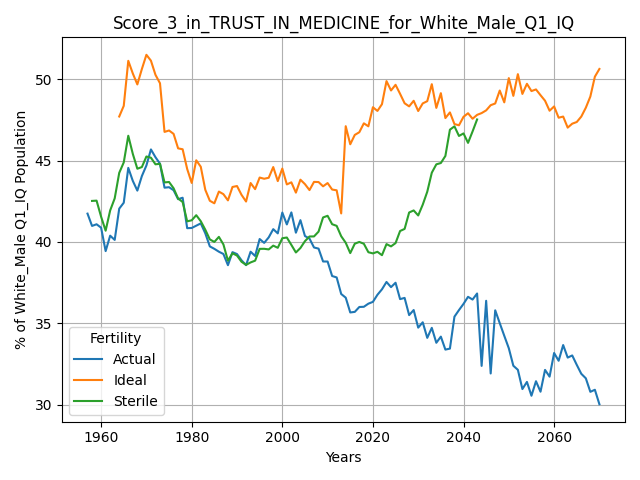 Score_3_in_TRUST_IN_MEDICINE_for_White_Male_Q1_IQ
% of White_Male Q1_IQ Population
50
45
40
35
30
Fertility
Actual
Ideal
Sterile
1960
1980
2000
2020
2040
2060
Years